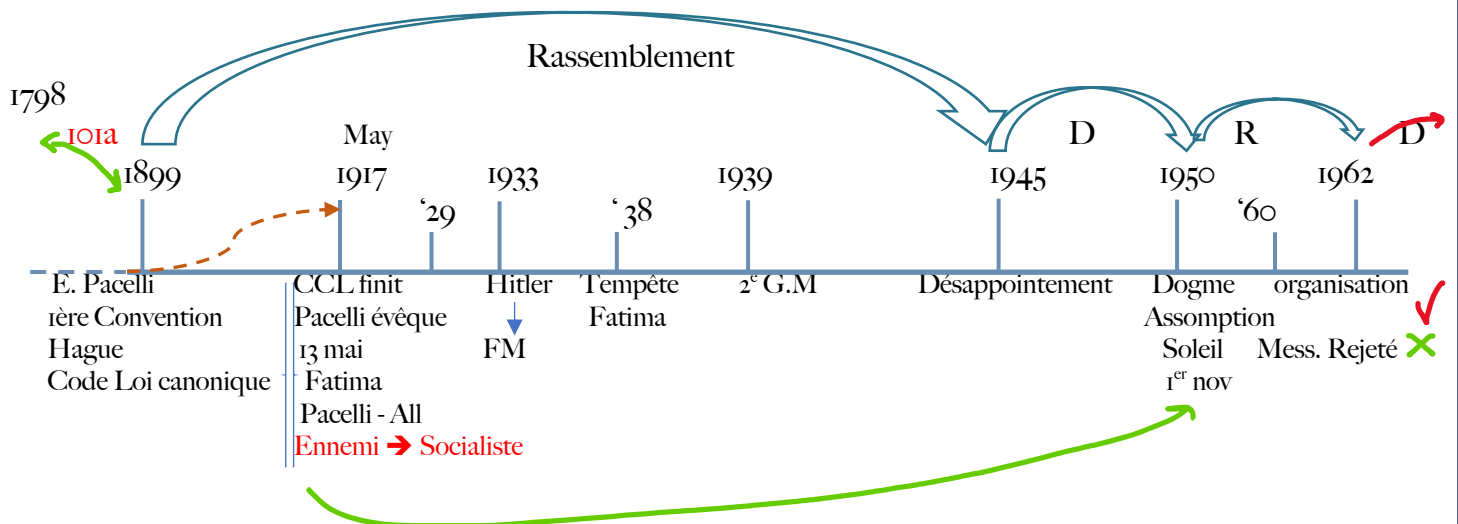 Rassemblement
1798
101a
May
D
R
D
1899
1917
'29
1933
'38
1939
1945
1950
'60
1962
E. Pacelli
1ère Convention
Hague
Code Loi canonique
CCL finit
Pacelli évêque
13 mai
Fatima
Pacelli - All
Ennemi ➔ Socialiste
Hitler
FM
Tempête
Fatima
2e G.M
Désappointement
Dogme
Assomption
Soleil
1er nov
organisation
Mess. Rejeté